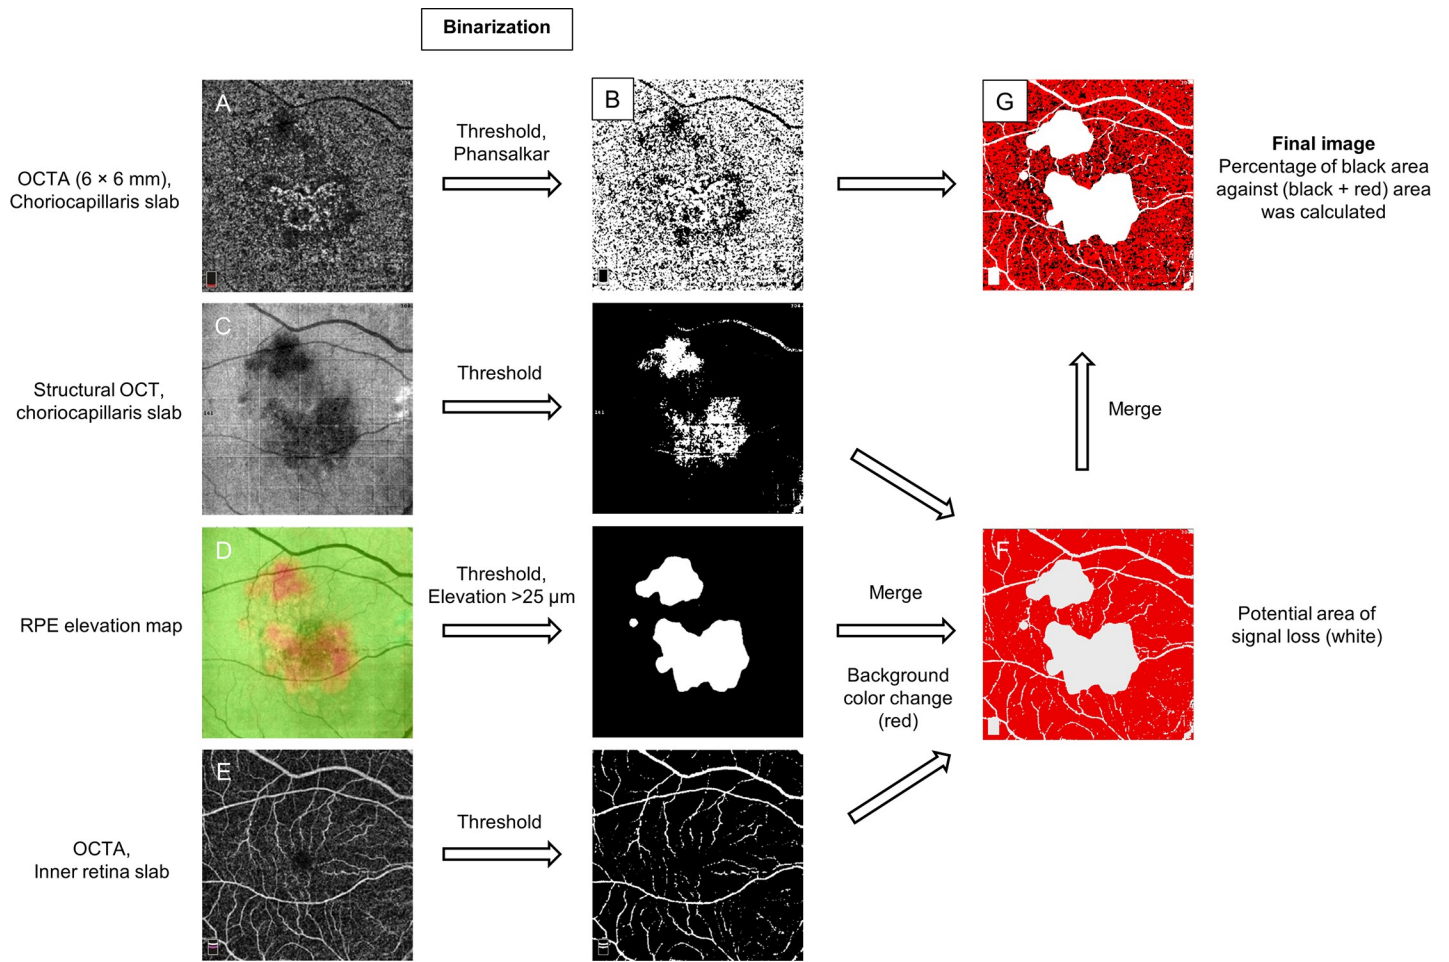 Binarization
A
B
G
OCTA (6 × 6 mm),
Choriocapillaris slab
Threshold,
Phansalkar
Final image
Percentage of black area
against (black + red) area
was calculated
C
Structural OCT,
choriocapillaris slab
Threshold
Merge
D
F
RPE elevation map
Threshold,
Elevation >25 µm
Merge
Background
color change
(red)
Potential area of
signal loss (white)
E
OCTA,
Inner retina slab
Threshold